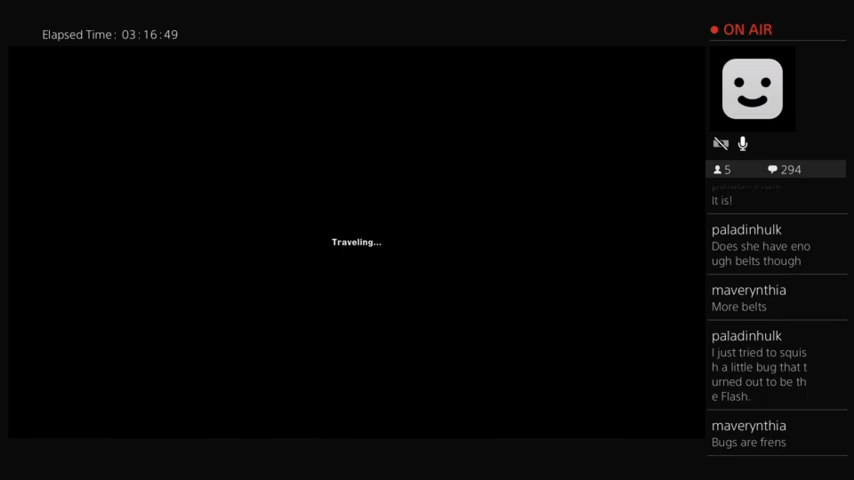 Elapsed Time: 03:16:49
ON AIR
5 294
It is!
Traveling...
paladinhulk
Does she have eno
ugh belts though
maverynthia
More belts
paladinhulk
I just tried to squis
h a little bug that t
urned out to be th
e Flash.
maverynthia
Bugs are frens